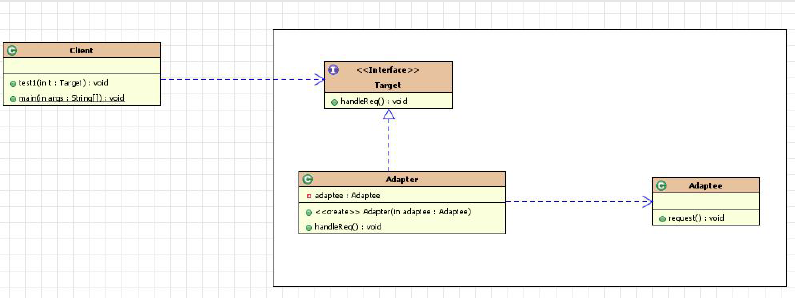 Client
test1(in t : Target) : void
main(in args : String[]) : void
<<Interface>>
Target
handleReq() : void
Adapter
adaptee : Adaptee
<<create>> Adapter(in adaptee : Adaptee)
handleReq() : void
Adaptee
request() : void